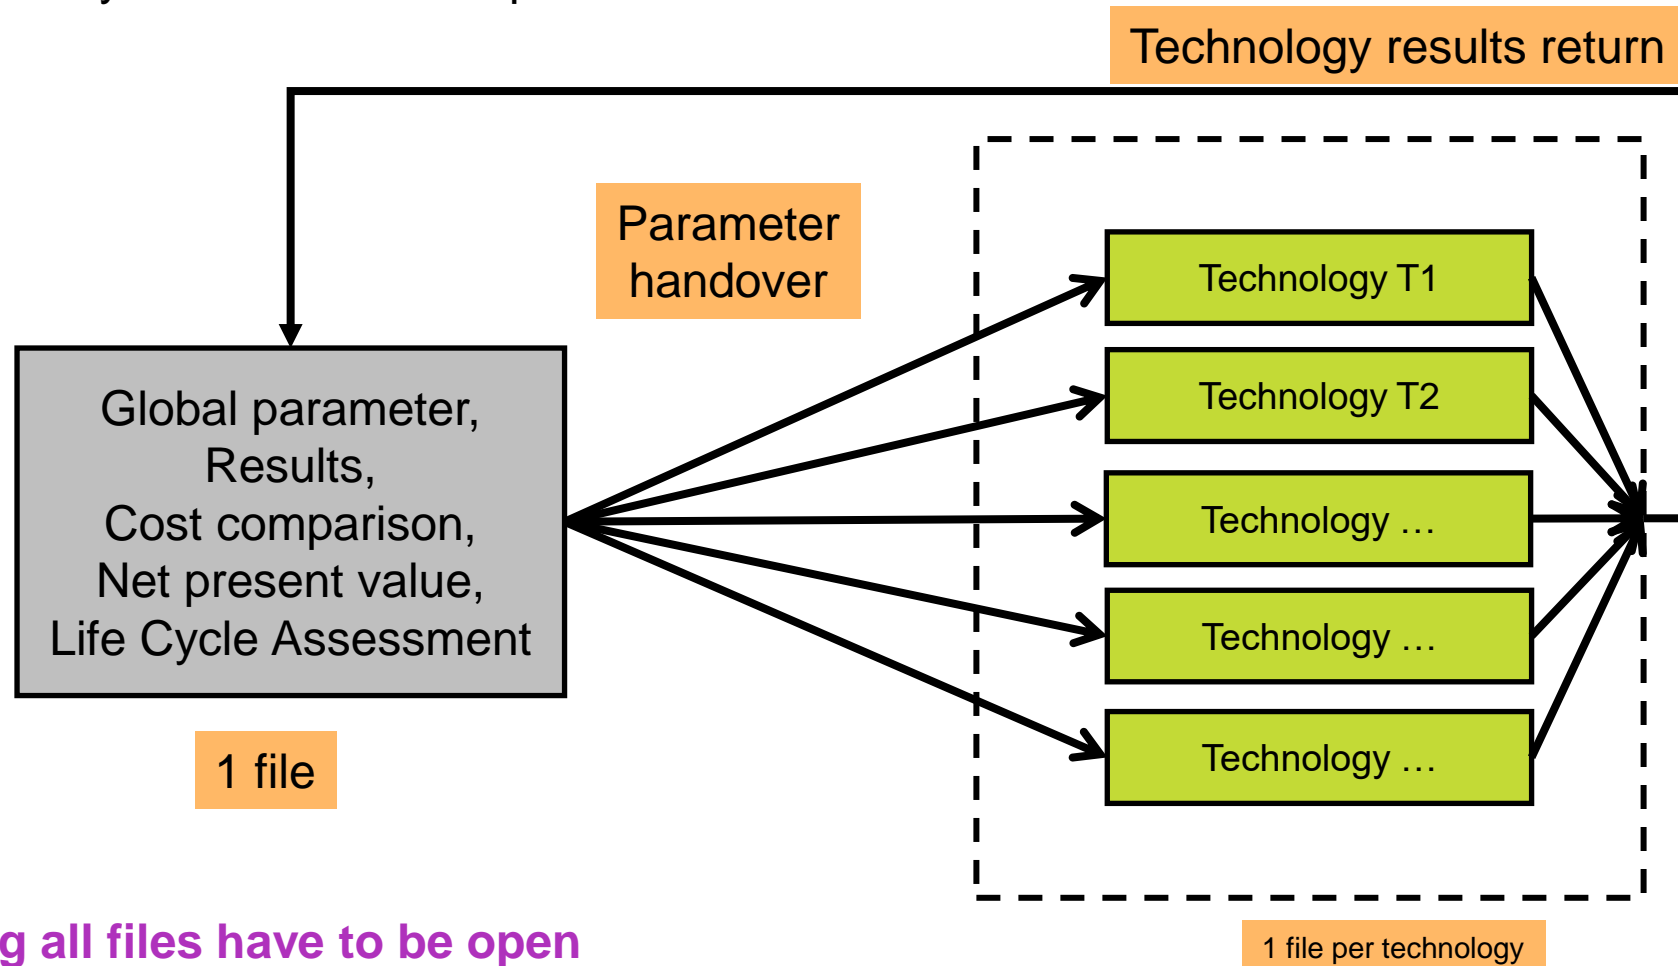 Technology results return
Parameter
handover
Technology T1
Technology T2
Technology …
Technology …
Technology …
Global parameter,
Results,
Cost comparison,
Net present value,
Life Cycle Assessment
1 file
all files have to be open
1 file per technology